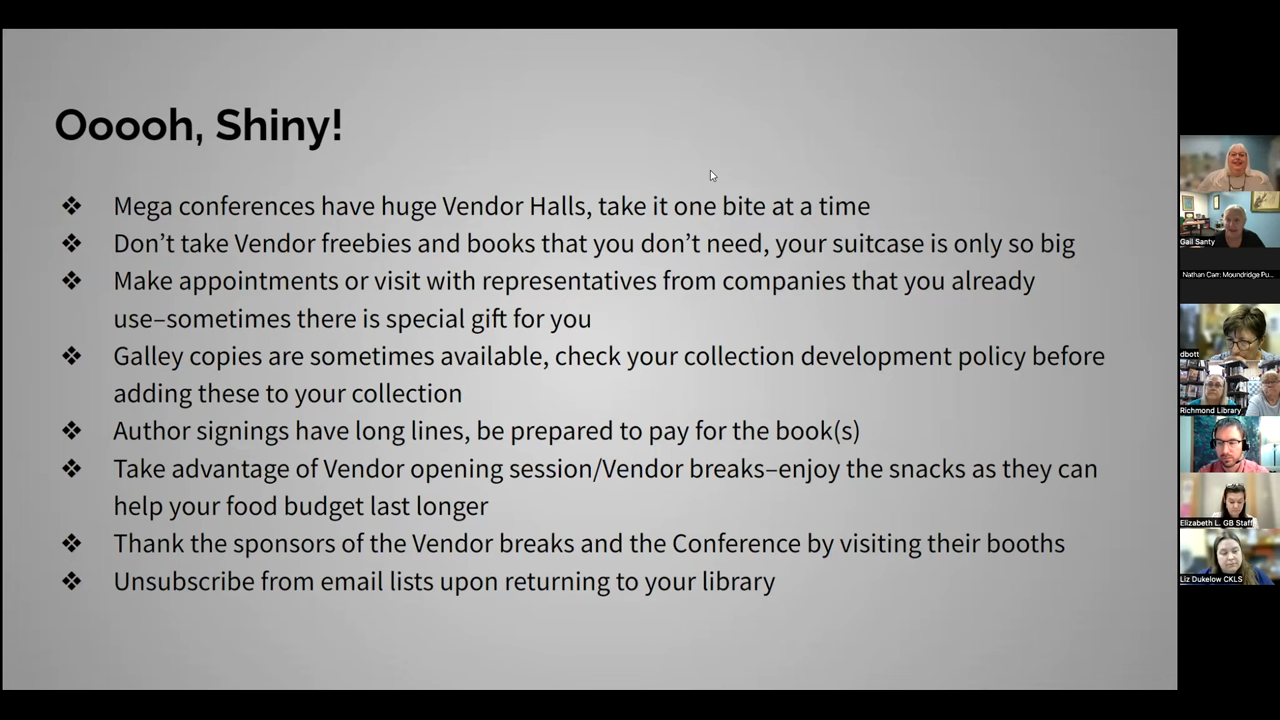 Ooooh, Shiny!
❖ Mega conferences have huge Vendor Halls, take it one bite at a time
❖ Don’t take Vendor freebies and books that you don’t need, your suitcase is only so big
❖ Make appointments or visit with representatives from companies that you already
use–sometimes there is special gift for you
❖ Galley copies are sometimes available, check your collection development policy before
adding these to your collection
❖ Author signings have long lines, be prepared to pay for the book(s)
❖ Take advantage of Vendor opening session/Vendor breaks–enjoy the snacks as they can
help your food budget last longer
❖ Thank the sponsors of the Vendor breaks and the Conference by visiting their booths
❖ Unsubscribe from email lists upon returning to your library
Gail Santy
Nathan Carr: Moundridge Pu...
dbott
Richmond Library
Elizabeth L. GB Staff
Liz Dukelow CKLS